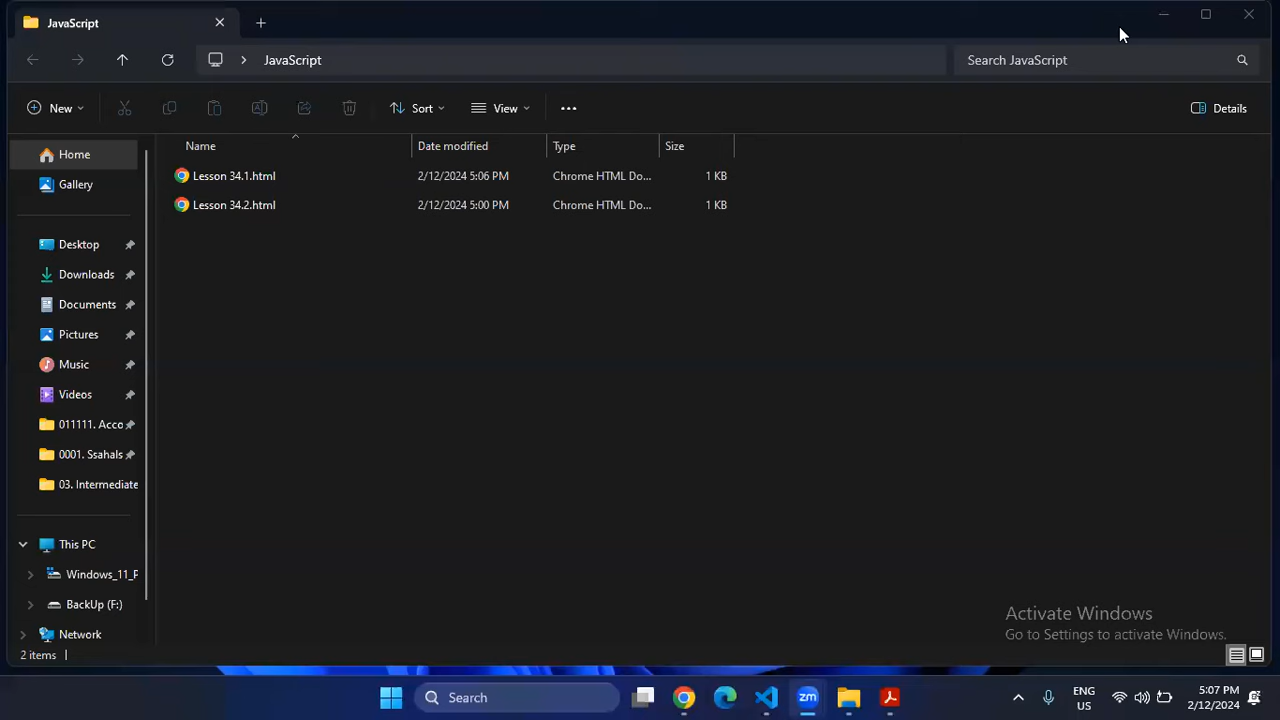 JavaScript
JavaScript
Search JavaScript
New
Sort
View
Details
Home
Gallery
Desktop
Downloads
Documents
Pictures
Music
Videos
011111. Acco
0001. Ssahals
03. Intermediate
This PC
Windows_11_P
BackUp (F:)
Network
Name Date modified Type Size
Lesson 34.1.html 2/12/2024 5:06 PM Chrome HTML Do... 1 KB
Lesson 34.2.html 2/12/2024 5:00 PM Chrome HTML Do... 1 KB
Activate Windows
Go to Settings to activate Windows.
2 items
Search
zm
ENG
US
5:07 PM
2/12/2024